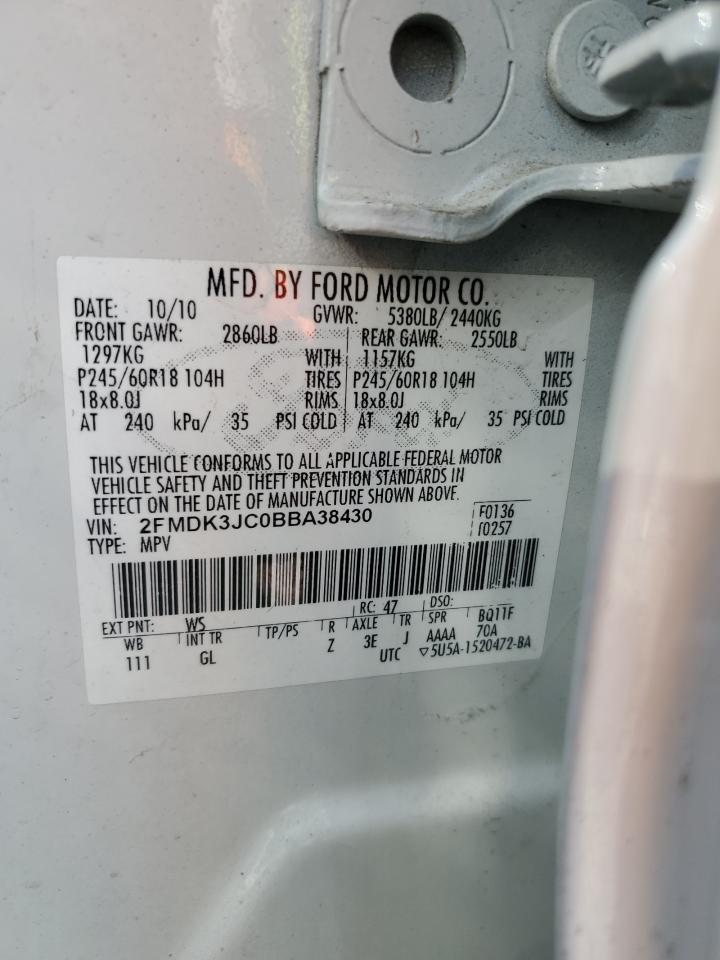 MFD. BY FORD MOTOR CO.
DATE: 10/10 GVWR: 5380LB/ 2440KG
FRONT GAWR: 2860LB REAR GAWR: 2550LB
1297KG WITH 1157KG WITH
P245/60R18 104H TIRES P245/60R18 104H TIRES
18x8.0J RIMS 18x8.0J RIMS
AT 240 kPa/ 35 PSI COLD AT 240 kPa/ 35 PSI COLD
THIS VEHICLE CONFORMS TO ALL APPLICABLE FEDERAL MOTOR
VEHICLE SAFETY AND THEFT PREVENTION STANDARDS IN
EFFECT ON THE DATE OF MANUFACTURE SHOWN ABOVE.
VIN: 2FMDK3JC0BBA38430 F0136
TYPE: MPV T0257
EXT PNT: WS RC: 47 DSO:
WB INT TR TP/PS R AXLE TR SPR BQ11F
111 GL Z 3E J AAAA 70A
UTC ▽5U5A-1520472-BA